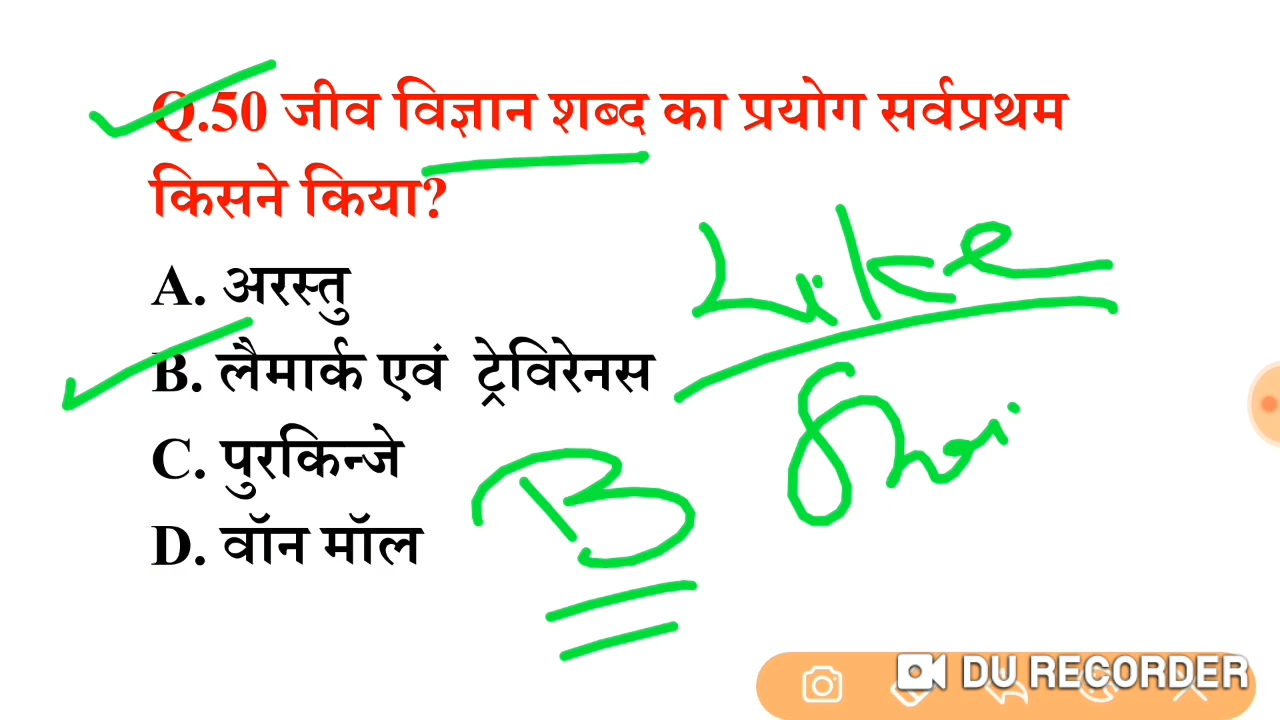 Q.50 जीव विज्ञान शब्द का प्रयोग सर्वप्रथम
किसने किया?
A. अरस्तु
B. लैमार्क एवं ट्रेविरेनस
C. पुरकिन्जे
D. वॉन मॉल
Like
B
DU RECORDER